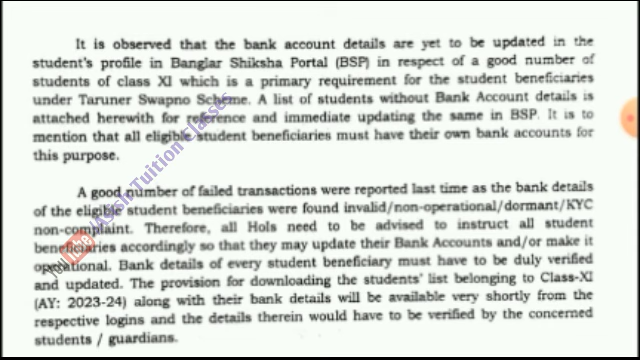 It is observed that the bank account details are yet to be updated in the
student's profile in Banglar Shiksha Portal (BSP) in respect of a good number of
students of class XI which is a primary requirement for the student beneficiaries
under Taruner Swapno Scheme. A list of students without Bank Account details is
attached herewith for reference and immediate updating the same in BSP. It is to
mention that all eligible student beneficiaries must have their own bank accounts for
this purpose.
A good number of failed transactions were reported last time as the bank details
of the eligible student beneficiaries were found invalid/non-operational/dormant/KYC
non-complaint. Therefore, all HoIs need to be advised to instruct all student
beneficiaries accordingly so that they may update their Bank Accounts and/or make it
operational. Bank details of every student beneficiary must have to be duly verified
and updated. The provision for downloading the students' list belonging to Class-XI
(AY: 2023-24) along with their bank details will be available very shortly from the
respective logins and the details therein would have to be verified by the concerned
students / guardians.
Tuition Classes